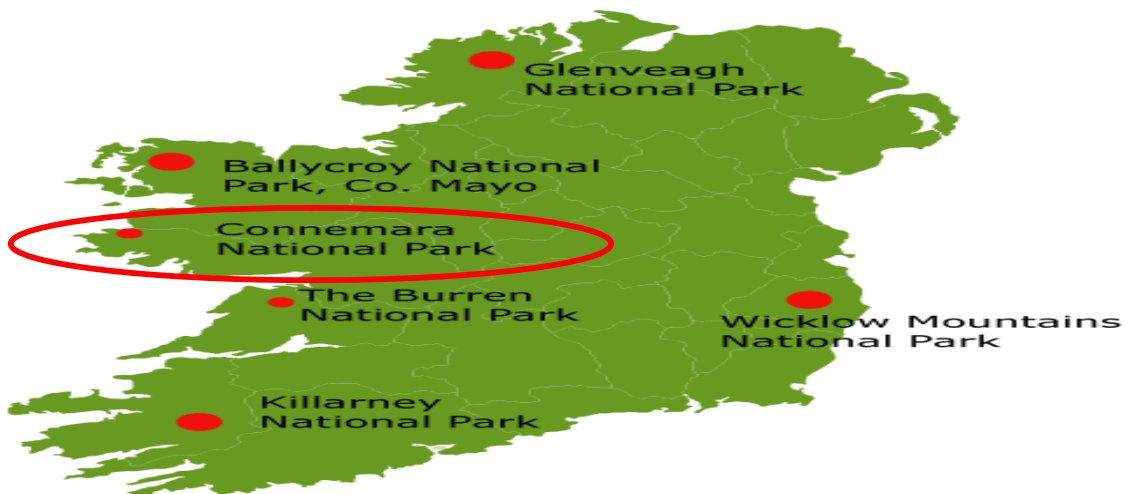 Glenveagh
National Park
Ballycroy National
Park, Co. Mayo
Connemara
National Park
The Burren
National Park
Wicklow Mountains
National Park
Killarney
National Park